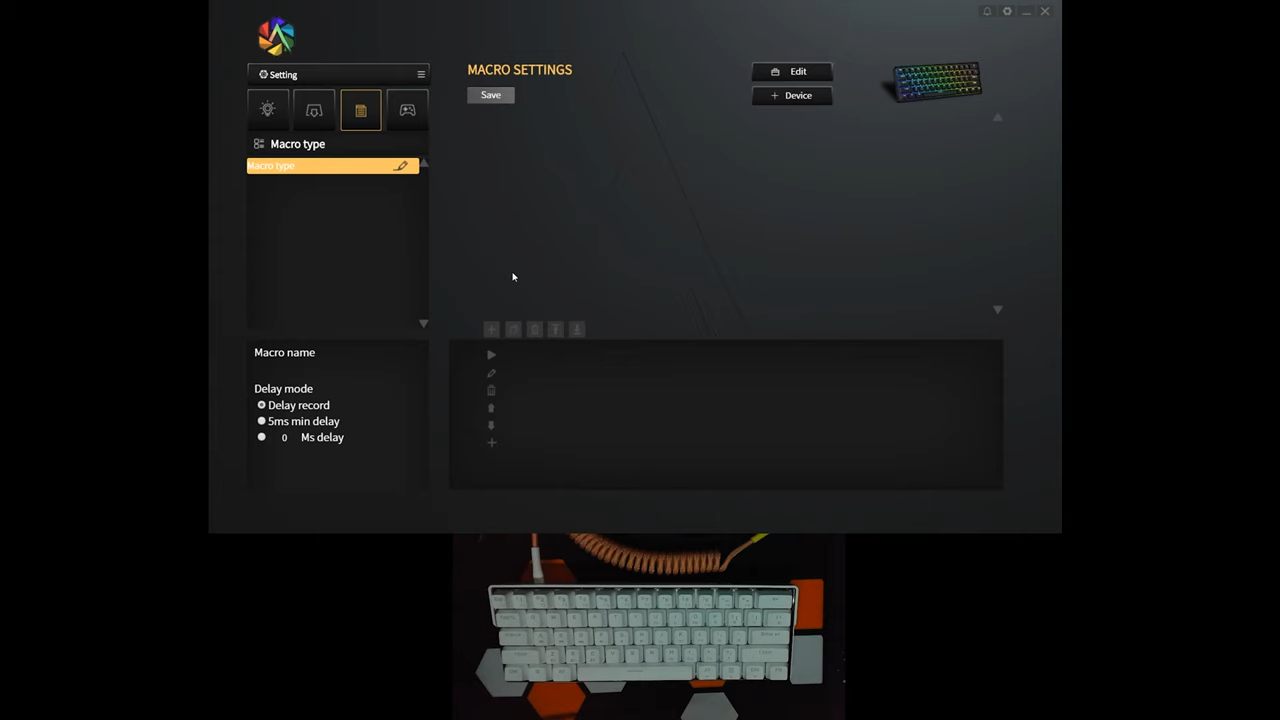 Setting
MACRO SETTINGS
Edit
Save
Device
Macro type
Macro type
Macro name
Delay mode
Delay record
5ms min delay
0 Ms delay